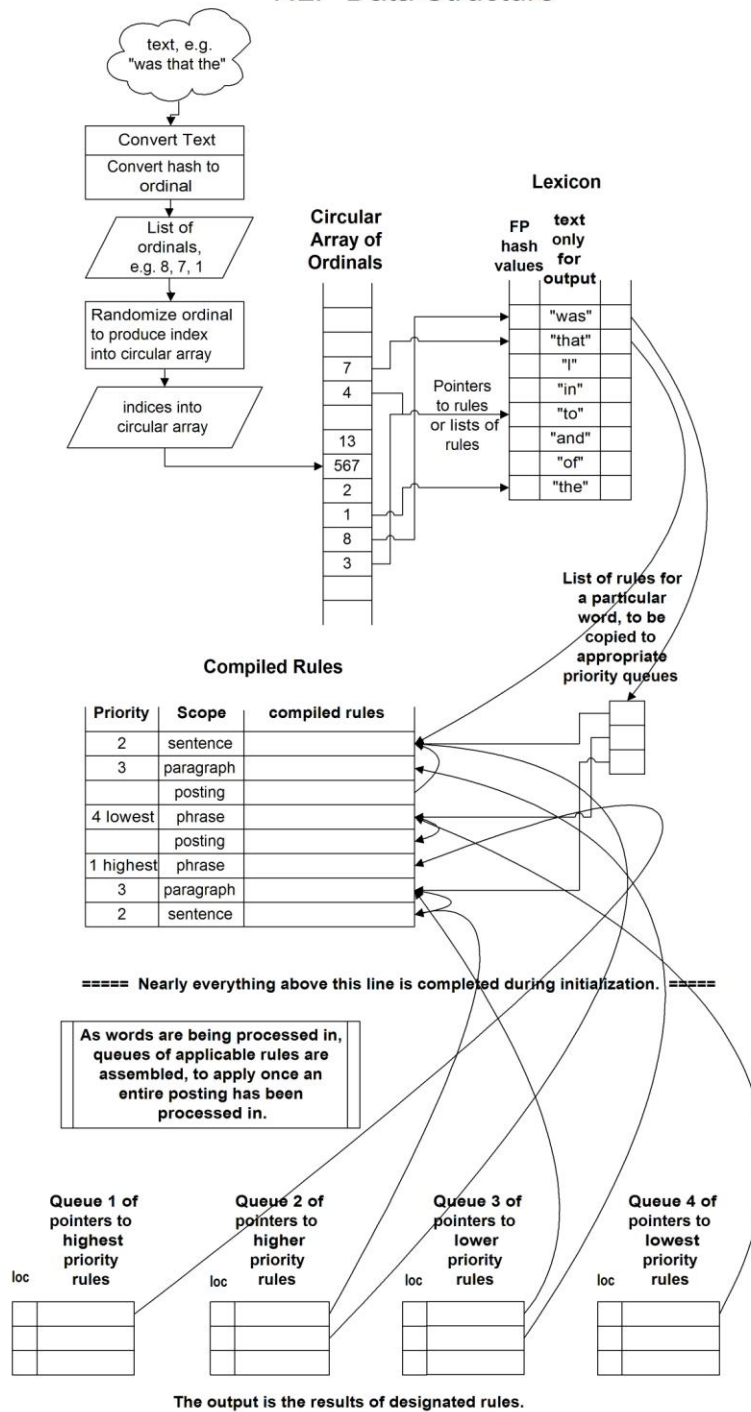 Data Structure
text, e.g.
"was that the"
Convert Text
Convert hash to
ordinal
List of
ordinals,
e.g. 8, 7, 1
Randomize ordinal
to produce index
into circular array
indices into
circular array
Circular
Array of
Ordinals
7
4
13
567
2
1
8
3
Lexicon
FP
hash
values
text
only
for
output
"was"
"that"
"I"
"in"
"to"
"and"
"of"
"the"
Pointers
to rules
or lists of
rules
List of rules for
a particular
word, to be
copied to
appropriate
priority queues
Compiled Rules
Priority Scope compiled rules
2 sentence
3 paragraph
posting
4 lowest phrase
posting
1 highest phrase
3 paragraph
2 sentence
===== Nearly everything above this line is completed during initialization. =====
As words are being processed in,
queues of applicable rules are
assembled, to apply once an
entire posting has been
processed in.
Queue 1 of
pointers to
highest
priority
rules
loc
Queue 2 of
pointers to
higher
priority
rules
loc
Queue 3 of
pointers to
lower
priority
rules
loc
Queue 4 of
pointers to
lowest
priority
rules
loc
The output is the results of designated rules.